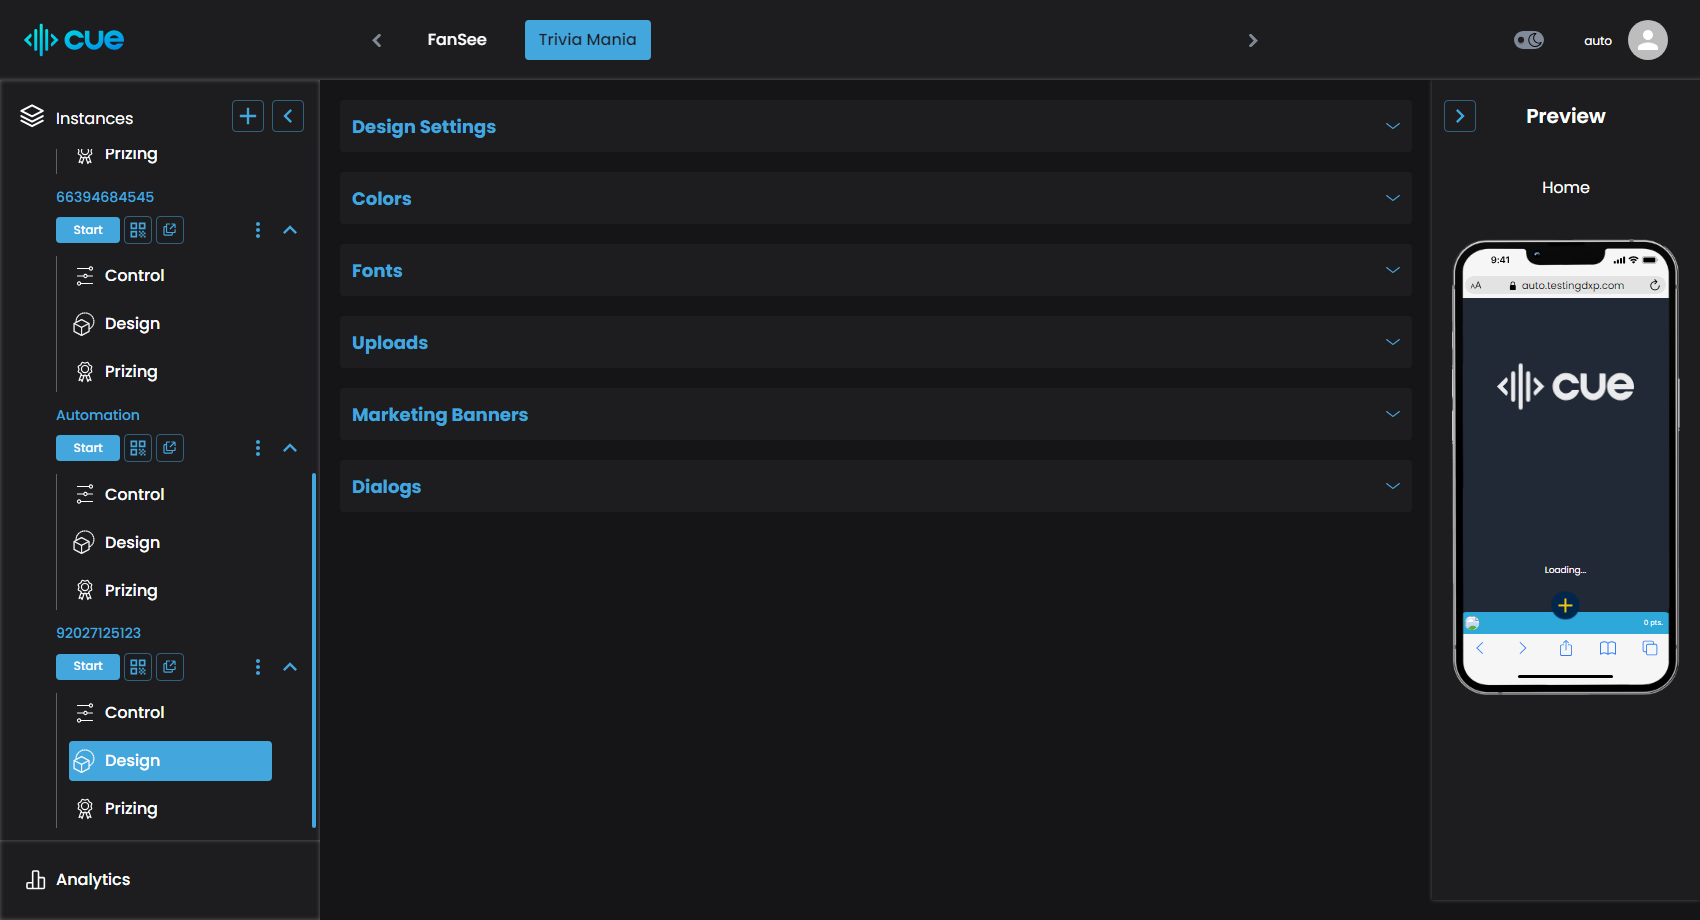 cue
FanSee
Trivia Mania
auto
Instances
Prizing
66394684545
Start
Control
Design
Prizing
Automation
Start
Control
Design
Prizing
92027125123
Start
Control
Design
Prizing
Analytics
Design Settings
Colors
Fonts
Uploads
Marketing Banners
Dialogs
Preview
Home
9:41
AA auto.testingdxp.com
cue
Loading...
0 pts.